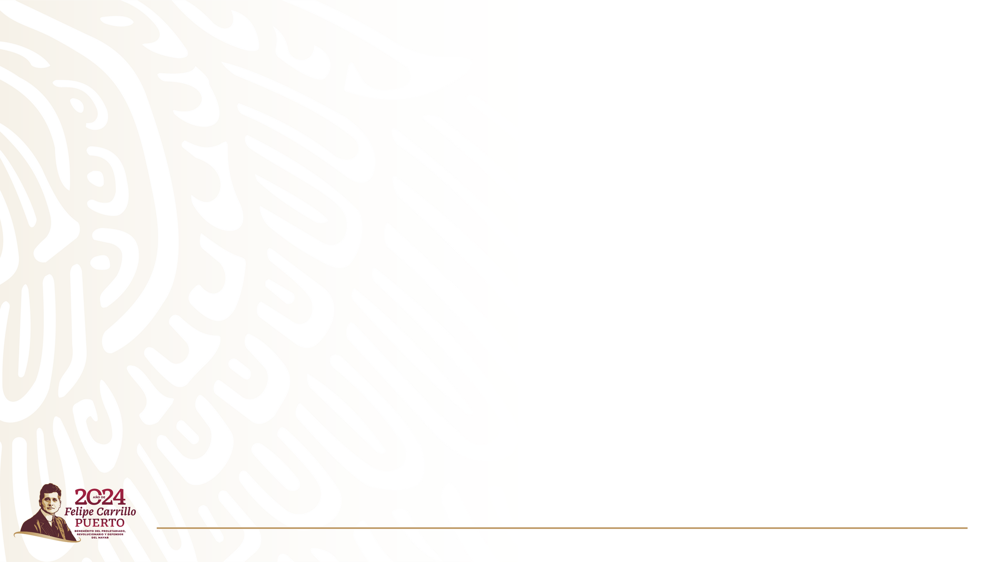 2024
AÑO DE
Felipe Carrillo
PUERTO
BENEMÉRITO DEL PROLETARIADO,
REVOLUCIONARIO Y DEFENSOR
DEL MAYAB